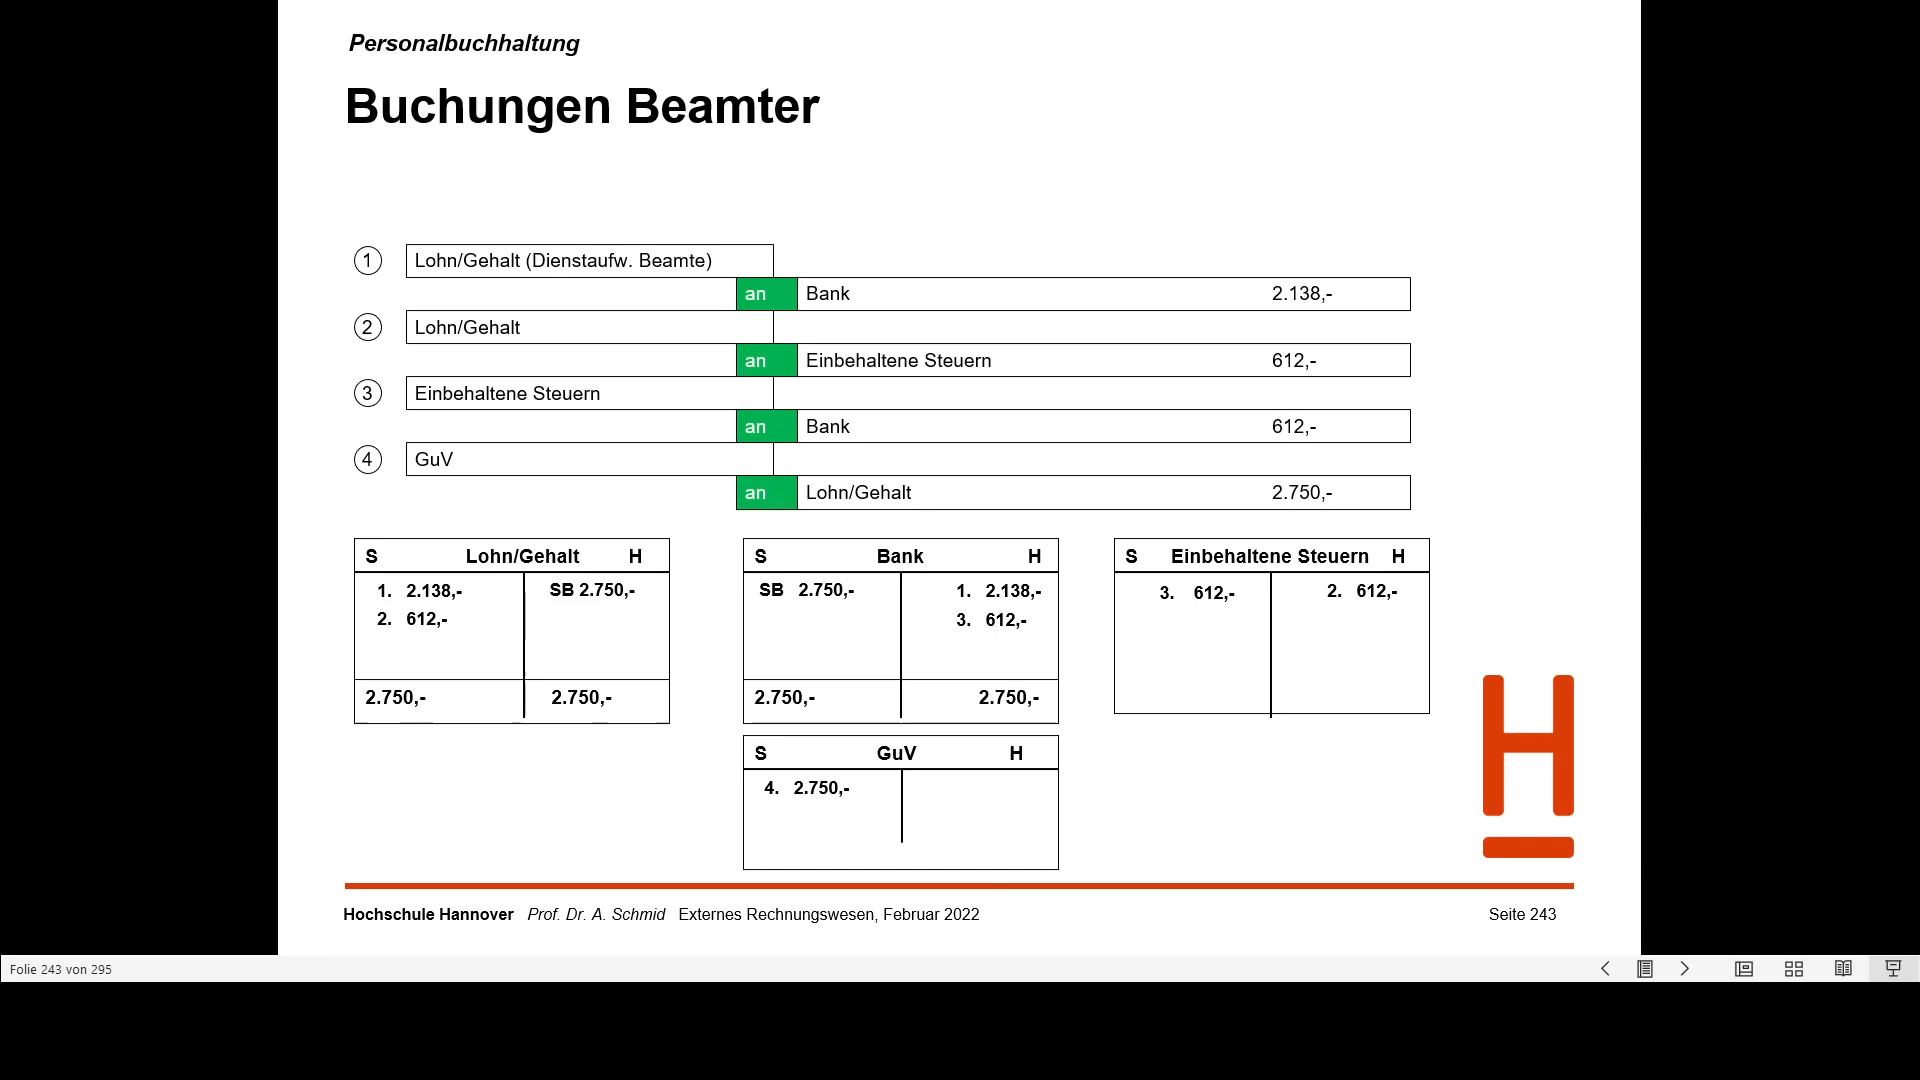 Personalbuchhaltung
Buchungen Beamter
1 Lohn/Gehalt (Dienstaufw. Beamte)
an Bank 2.138,-
2 Lohn/Gehalt
an Einbehaltene Steuern 612,-
3 Einbehaltene Steuern
an Bank 612,-
4 GuV
an Lohn/Gehalt 2.750,-
S Lohn/Gehalt H
1. 2.138,- SB 2.750,-
2. 612,-
2.750,- 2.750,-
S Bank H
SB 2.750,- 1. 2.138,-
3. 612,-
2.750,- 2.750,-
S Einbehaltene Steuern H
3. 612,- 2. 612,-
S GuV H
4. 2.750,-
H
Hochschule Hannover Prof. Dr. A. Schmid Externes Rechnungswesen, Februar 2022 Seite 243
Folie 243 von 295